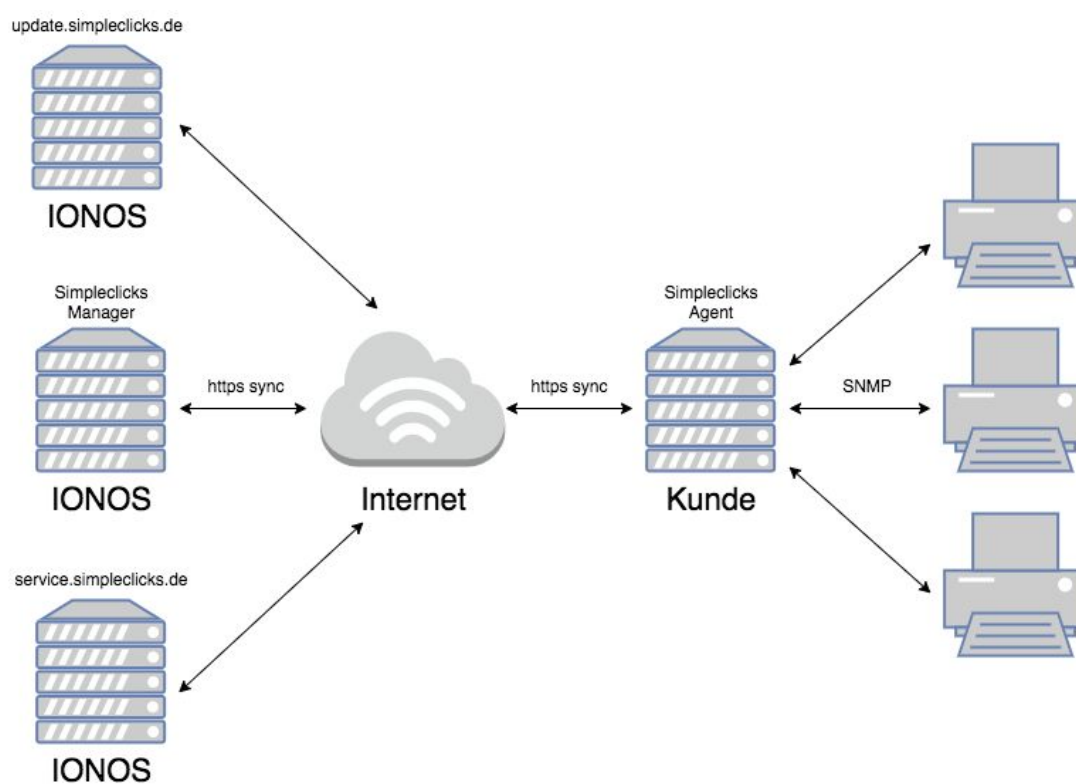 update.simpleclicks.de
IONOS
Simpleclicks
Manager
https sync
https sync
Simpleclicks
Agent
SNMP
IONOS
Internet
Kunde
service.simpleclicks.de
IONOS